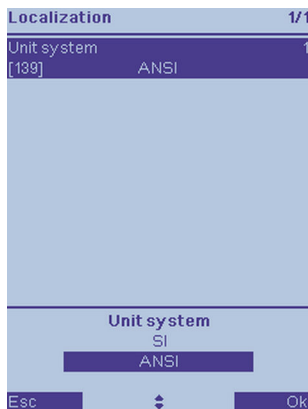 Localization 1/1
Unit system 1
[139] ANSI
Unit system
SI
ANSI
Esc Ok